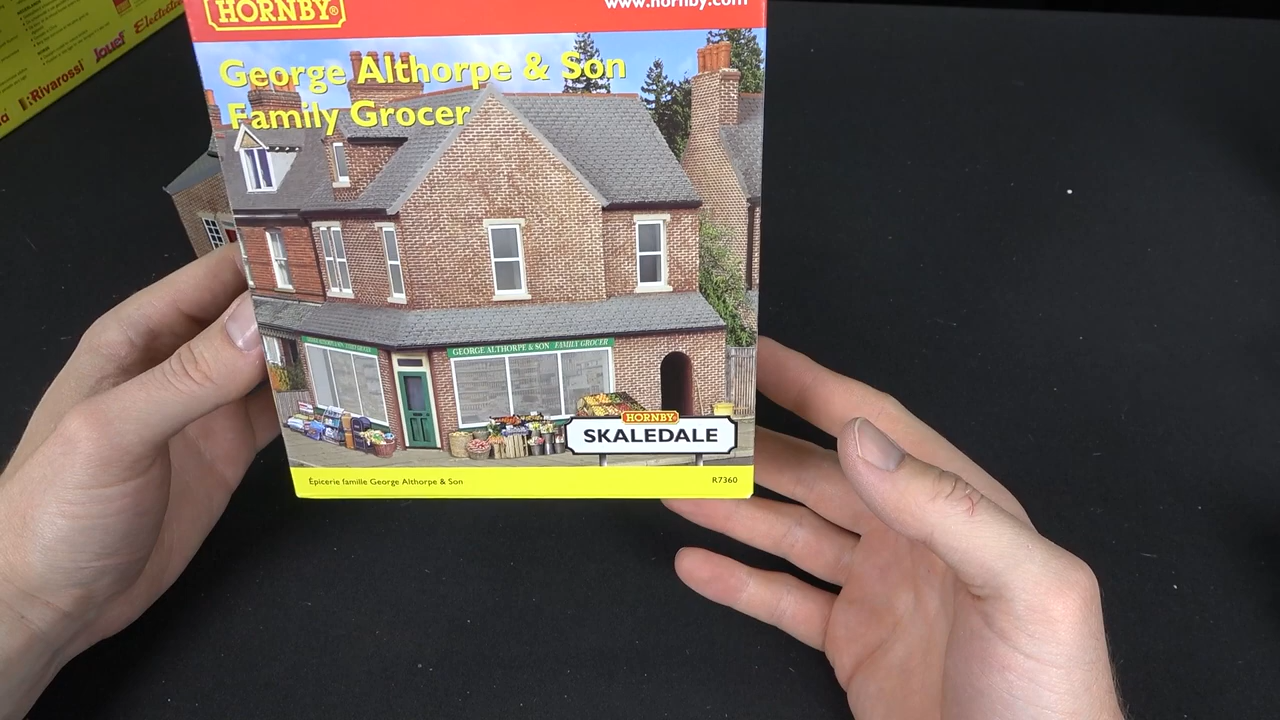 HORNBY®
www.hornby.com
George Althorpe & Son
Family Grocer
GEORGE ALTHORPE & SON FAMILY GROCER
HORNBY
SKALEDALE
Épicerie famille George Althorpe & Son
R7360
Rivarossi
Jouef